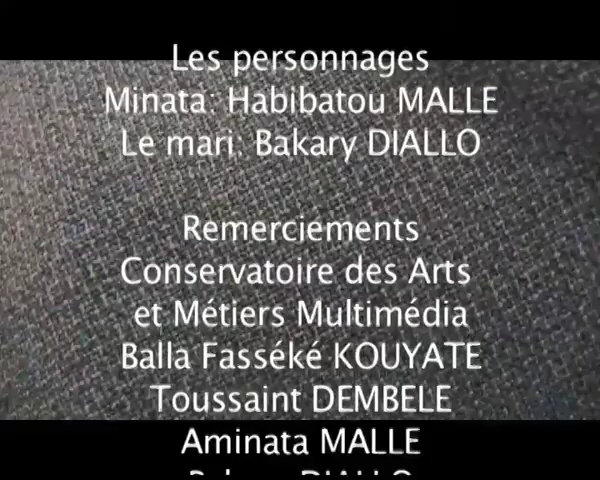 Les personnages
Minata: Habibatou MALLE
Le mari: Bakary DIALLO
Remerciements
Conservatoire des Arts
et Métiers Multimédia
Balla Fasséké KOUYATE
Toussaint DEMBELE
Aminata MALLE